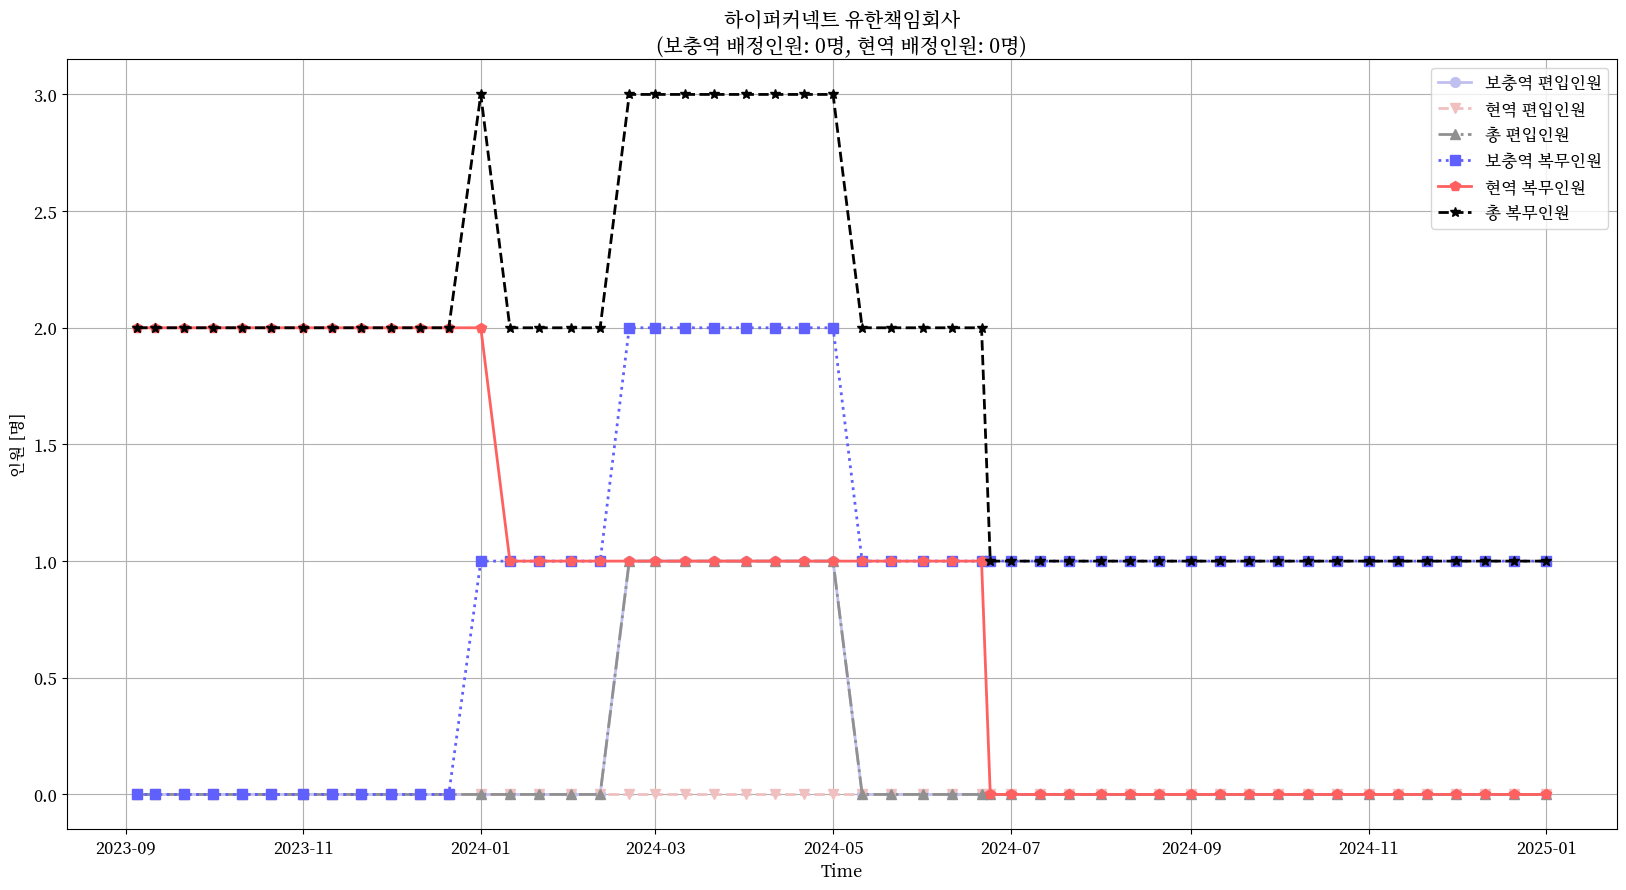 하이퍼커넥트 유한책임회사
(보충역 배정인원: 0명, 현역 배정인원: 0명)
보충역 편입인원
현역 편입인원
총 편입인원
보충역 복무인원
현역 복무인원
총 복무인원
인원 [명]
3.0
2.5
2.0
1.5
1.0
0.5
0.0
2023-09
2023-11
2024-01
2024-03
2024-05
2024-07
2024-09
2024-11
2025-01
Time